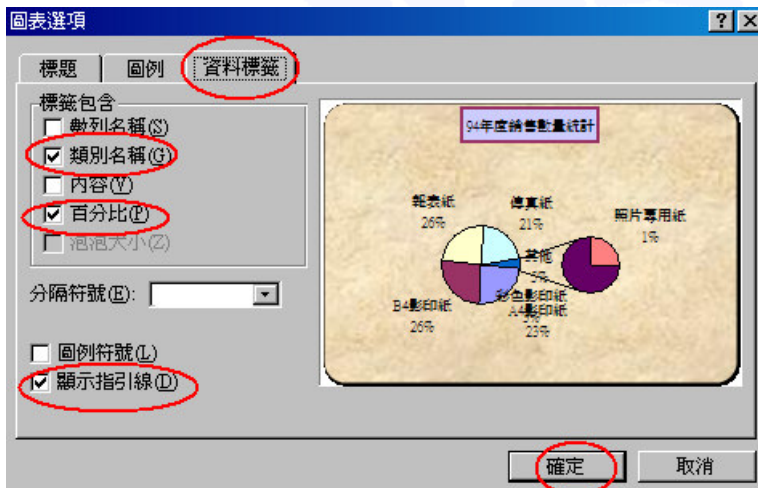 圖表選項
標題
圖例
資料標籤
標籤包含
數列名稱(S)
類別名稱(G)
內容(V)
百分比(P)
泡泡大小(Z)
分隔符號(E):
圖例符號(L)
顯示指引線(D)
94年度銷售數量統計
報表紙
26%
傳真紙
21%
照片專用紙
1%
其他
5%
B4影印紙
26%
彩色影印紙
A4影印紙
23%
確定
取消